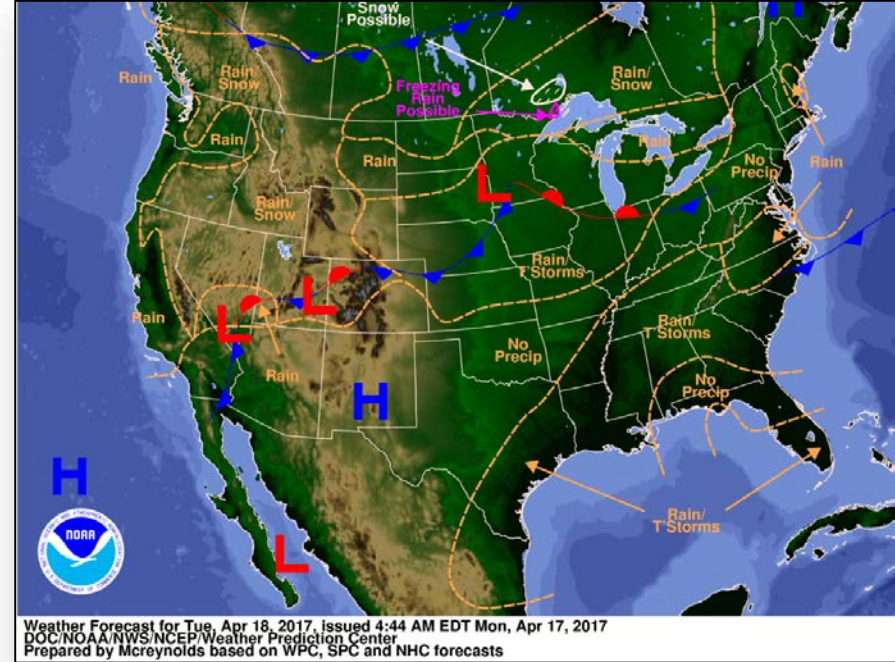 Snow
Possible
H
Rain
Rain/
Snow
Freezing
Rain
Possible
Rain/
Snow
Rain
Rain
Rain
No
Precip
Rain
L
Rain/
Snow
Rain/
T'Storms
L
L
Rain
Rain
No
Precip
Rain/
T'Storms
No
Precip
H
H
NOAA
Rain/
T'Storms
L
Weather Forecast for Tue, Apr 18, 2017, issued 4:44 AM EDT Mon, Apr 17, 2017
DOC/NOAA/NWS/NCEP/Weather Prediction Center
Prepared by Mcreynolds based on WPC, SPC and NHC forecasts